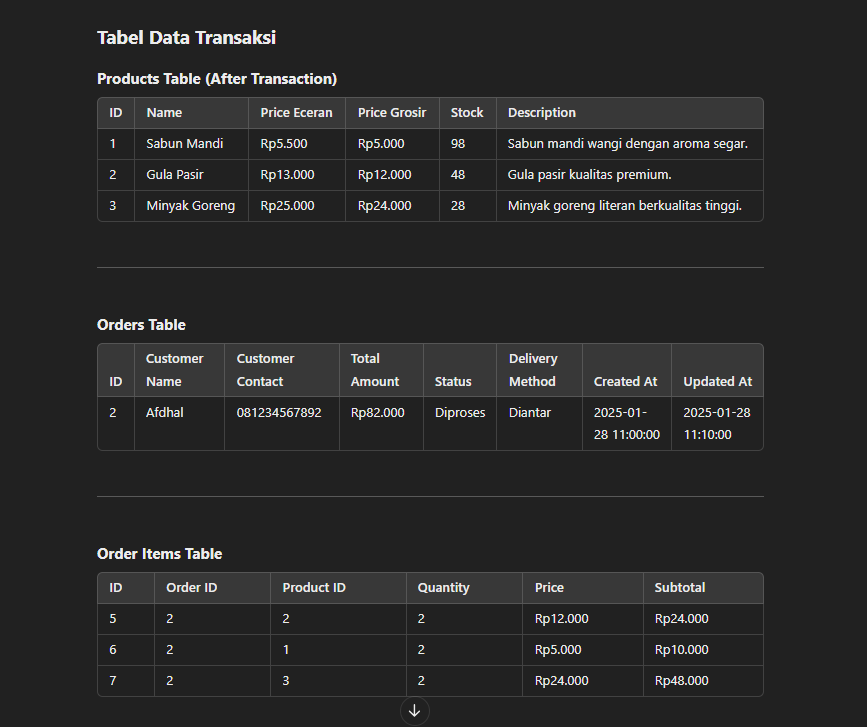 Tabel Data Transaksi
Products Table (After Transaction)
ID Name Price Eceran Price Grosir Stock Description
1 Sabun Mandi Rp5.500 Rp5.000 98 Sabun mandi wangi dengan aroma segar.
2 Gula Pasir Rp13.000 Rp12.000 48 Gula pasir kualitas premium.
3 Minyak Goreng Rp25.000 Rp24.000 28 Minyak goreng literan berkualitas tinggi.
Orders Table
Customer Customer Total Delivery
ID Name Contact Amount Status Method Created At Updated At
2 Afdhal 081234567892 Rp82.000 Diproses Diantar 2025-01- 2025-01-28
28 11:00:00 11:10:00
Order Items Table
ID Order ID Product ID Quantity Price Subtotal
5 2 2 2 Rp12.000 Rp24.000
6 2 1 2 Rp5.000 Rp10.000
7 2 3 2 Rp24.000 Rp48.000